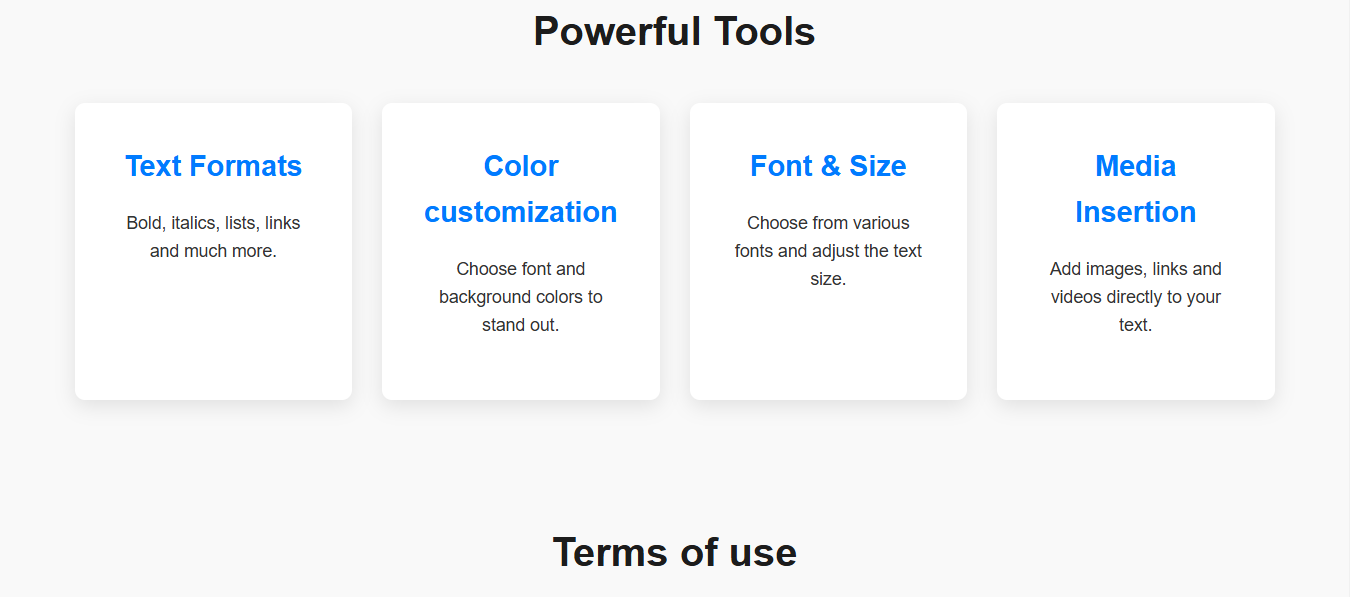 Powerful Tools
Text Formats
Bold, italics, lists, links
and much more.
Color
customization
Choose font and
background colors to
stand out.
Font & Size
Choose from various
fonts and adjust the text
size.
Media
Insertion
Add images, links and
videos directly to your
text.
Terms of use